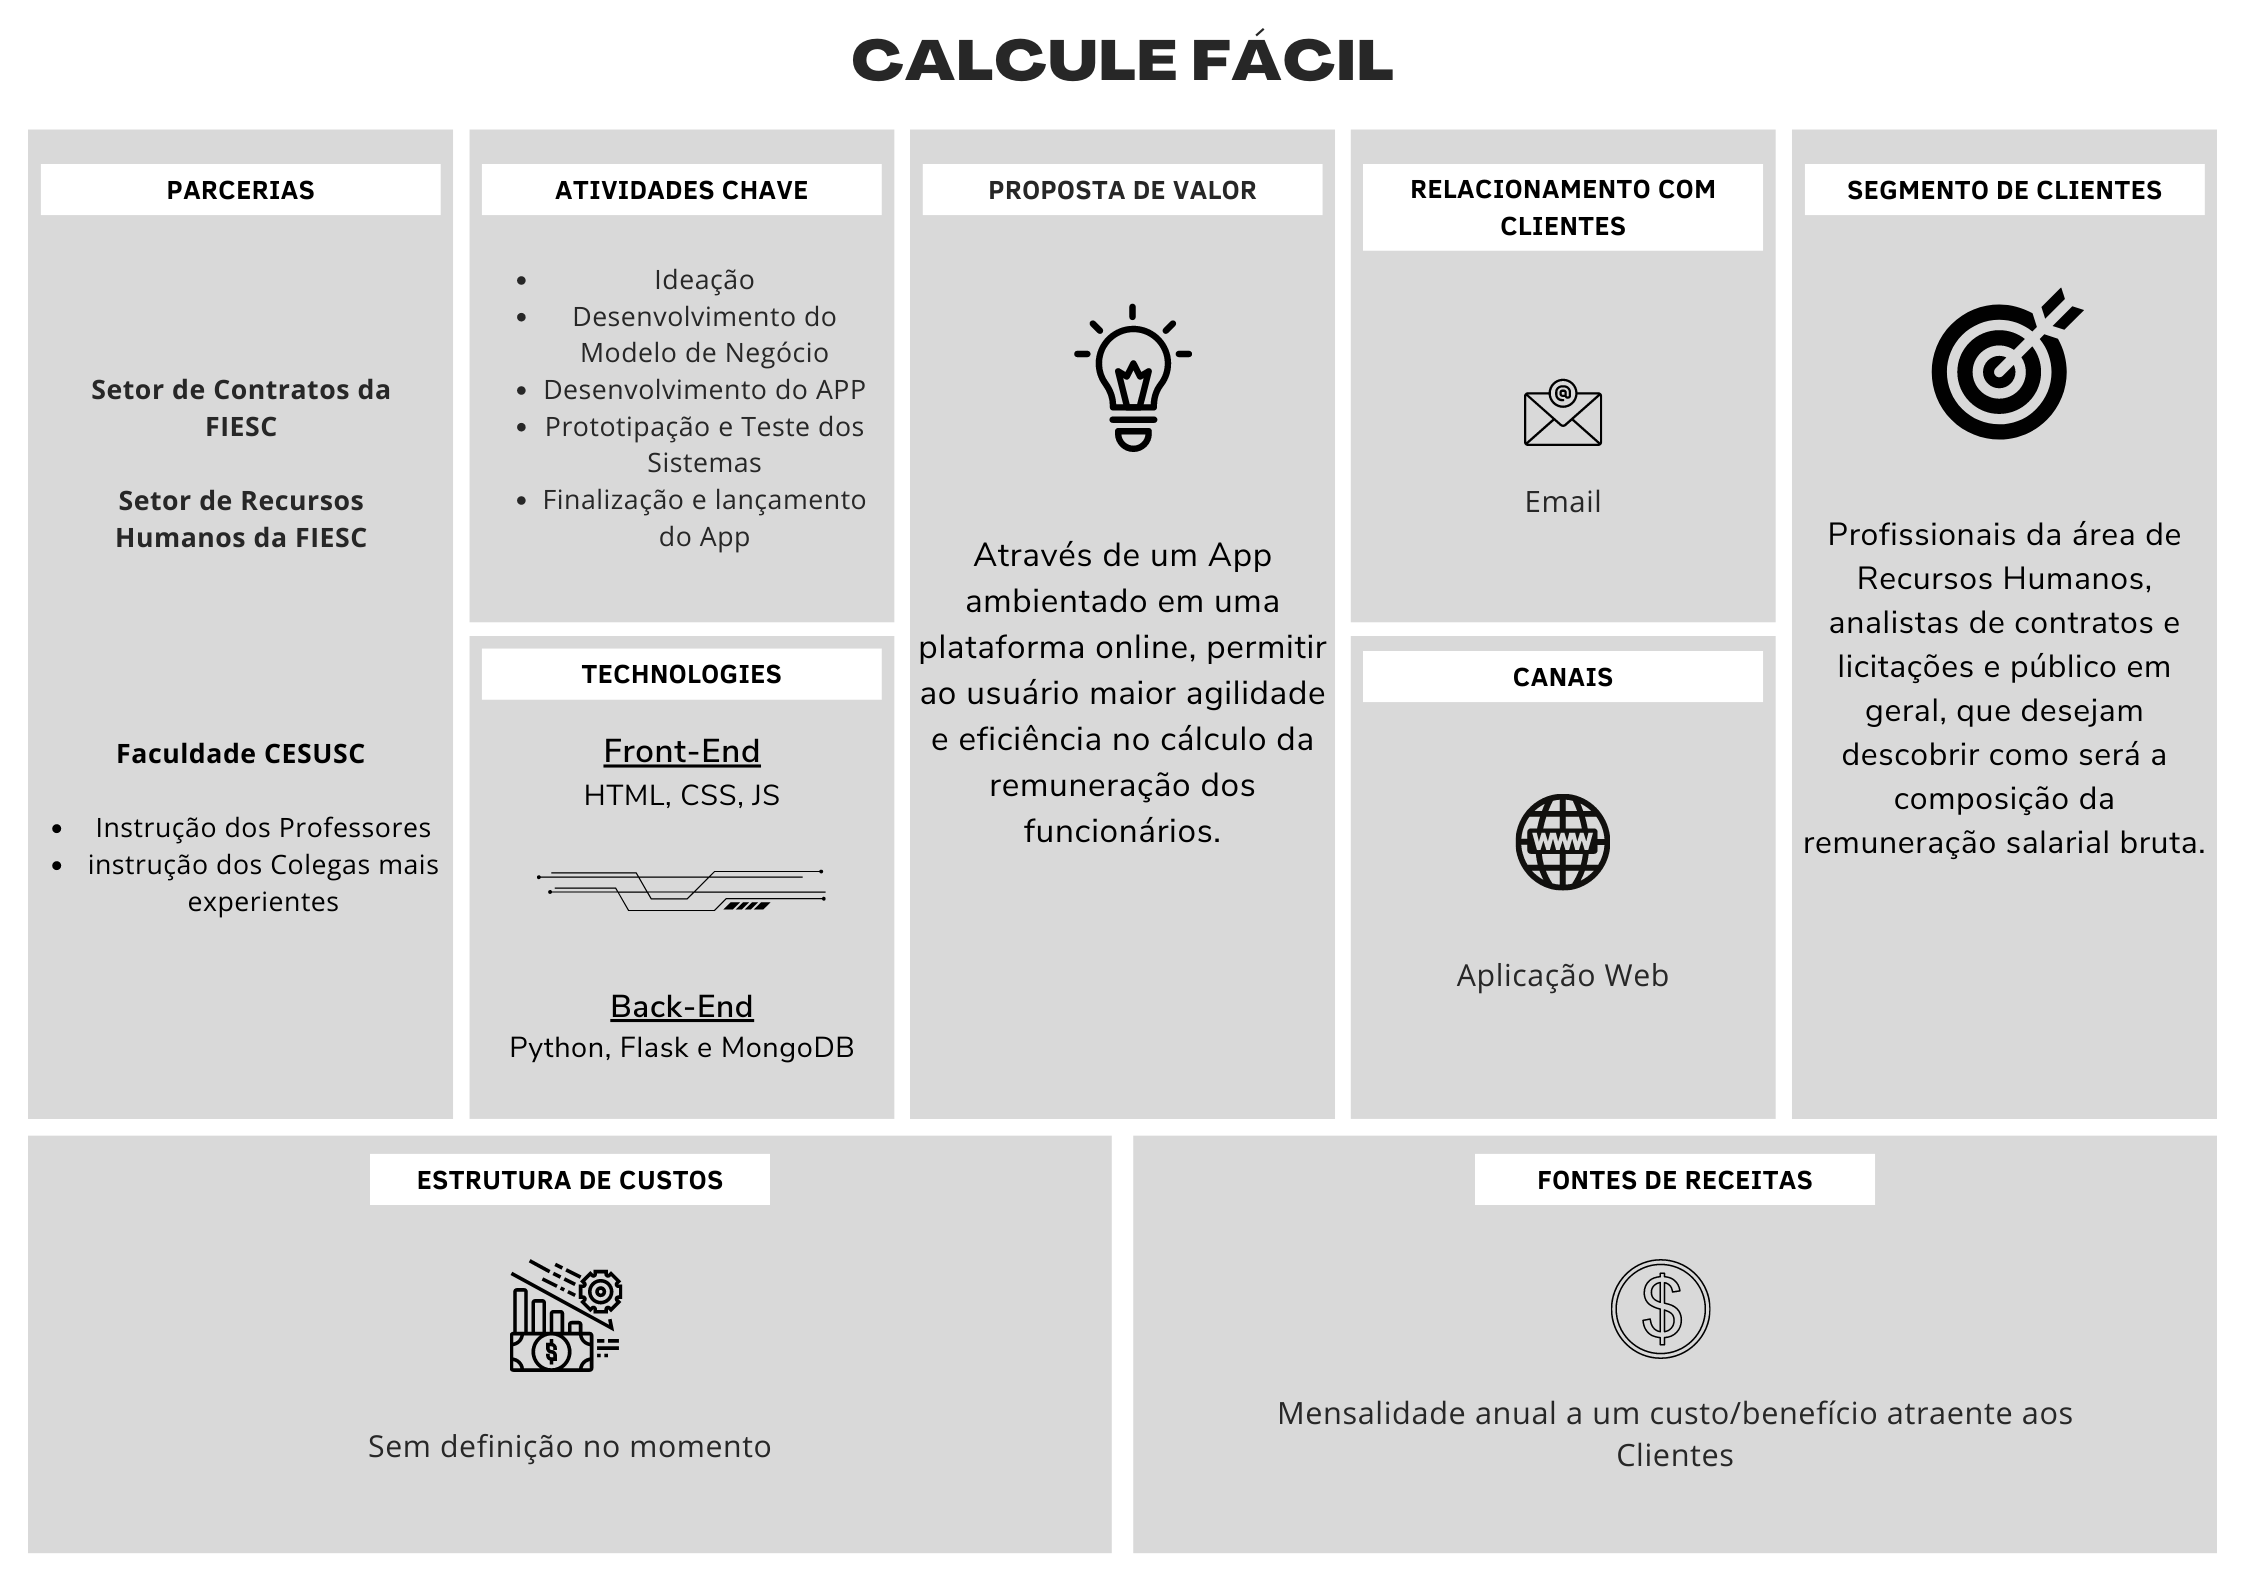 CALCULE FÁCIL
PARCERIAS
Setor de Contratos da
FIESC
Setor de Recursos
Humanos da FIESC
Faculdade CESUSC
• Instrução dos Professores
• instrução dos Colegas mais
experientes
ATIVIDADES CHAVE
• Ideação
• Desenvolvimento do
Modelo de Negócio
• Desenvolvimento do APP
• Prototipação e Teste dos
Sistemas
• Finalização e lançamento
do App
TECHNOLOGIES
Front-End
HTML, CSS, JS
Back-End
Python, Flask e MongoDB
PROPOSTA DE VALOR
Através de um App
ambientado em uma
plataforma online, permitir
ao usuário maior agilidade
e eficiência no cálculo da
remuneração dos
funcionários.
RELACIONAMENTO COM
CLIENTES
@
Email
CANAIS
WWW
Aplicação Web
SEGMENTO DE CLIENTES
Profissionais da área de
Recursos Humanos,
analistas de contratos e
licitações e público em
geral, que desejam
descobrir como será a
composição da
remuneração salarial bruta.
ESTRUTURA DE CUSTOS
$
Sem definição no momento
FONTES DE RECEITAS
$
Mensalidade anual a um custo/benefício atraente aos
Clientes